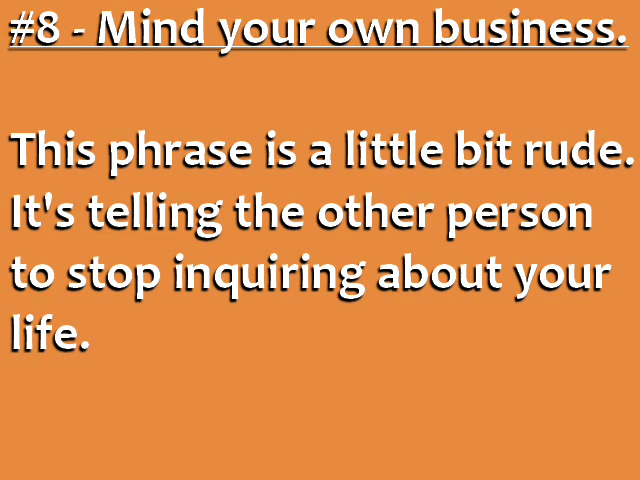 #8 - Mind your own business.
This phrase is a little bit rude.
It's telling the other person
to stop inquiring about your
life.